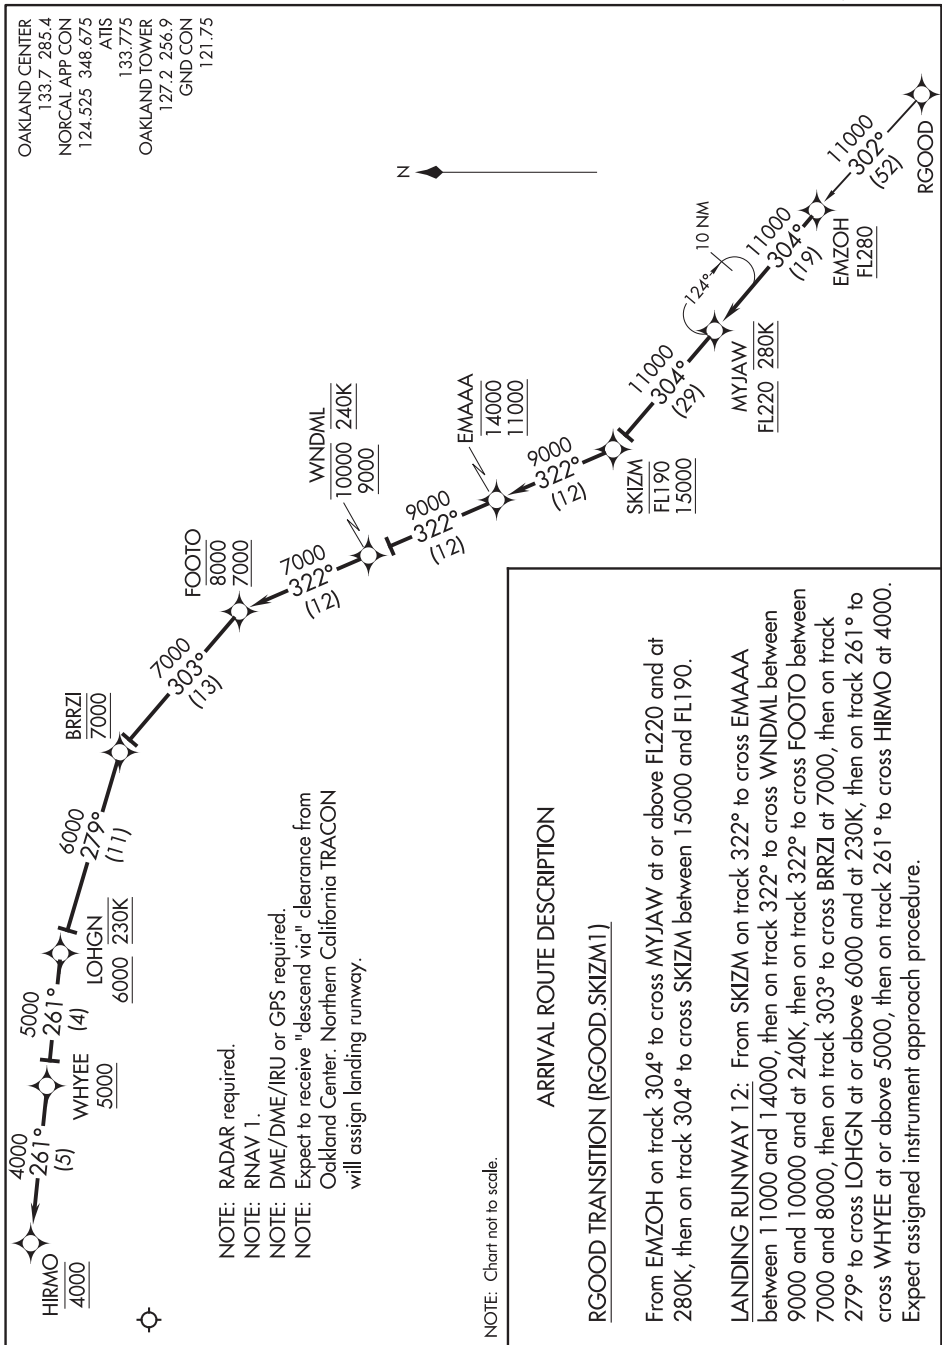 OAKLAND CENTER
133.7 285.4
NORCAL APP CON
124.525 348.675
ATIS
133.775
OAKLAND TOWER
127.2 256.9
GND CON
121.75
N
RGOOD
11000
302°
(52)
EMZOH
FL280
11000
304°
(19)
10 NM
124°
MYJAW
FL220 280K
11000
304°
(29)
SKIZM
FL190
15000
9000
322°
(12)
EMAAA
14000
11000
9000
322°
(12)
WNDML
10000 240K
9000
7000
322°
(12)
FOOTO
8000
7000
7000
303°
(13)
BRRZI
7000
6000
279°
(11)
LOHGN
6000 230K
5000
261°
(4)
WHYEE
5000
4000
261°
(5)
HIRMO
4000
NOTE: RADAR required.
NOTE: RNAV 1.
NOTE: DME/DME/IRU or GPS required.
NOTE: Expect to receive "descend via" clearance from
Oakland Center. Northern California TRACON
will assign landing runway.
NOTE: Chart not to scale.
ARRIVAL ROUTE DESCRIPTION
RGOOD TRANSITION (RGOOD.SKIZM1)
From EMZOH on track 304° to cross MYJAW at or above FL220 and at
280K, then on track 304° to cross SKIZM between 15000 and FL190.
LANDING RUNWAY 12: From SKIZM on track 322° to cross EMAAA
between 11000 and 14000, then on track 322° to cross WNDML between
9000 and 10000 and at 240K, then on track 322° to cross FOOTO between
7000 and 8000, then on track 303° to cross BRRZI at 7000, then on track
279° to cross LOHGN at or above 6000 and at 230K, then on track 261° to
cross WHYEE at or above 5000, then on track 261° to cross HIRMO at 4000.
Expect assigned instrument approach procedure.